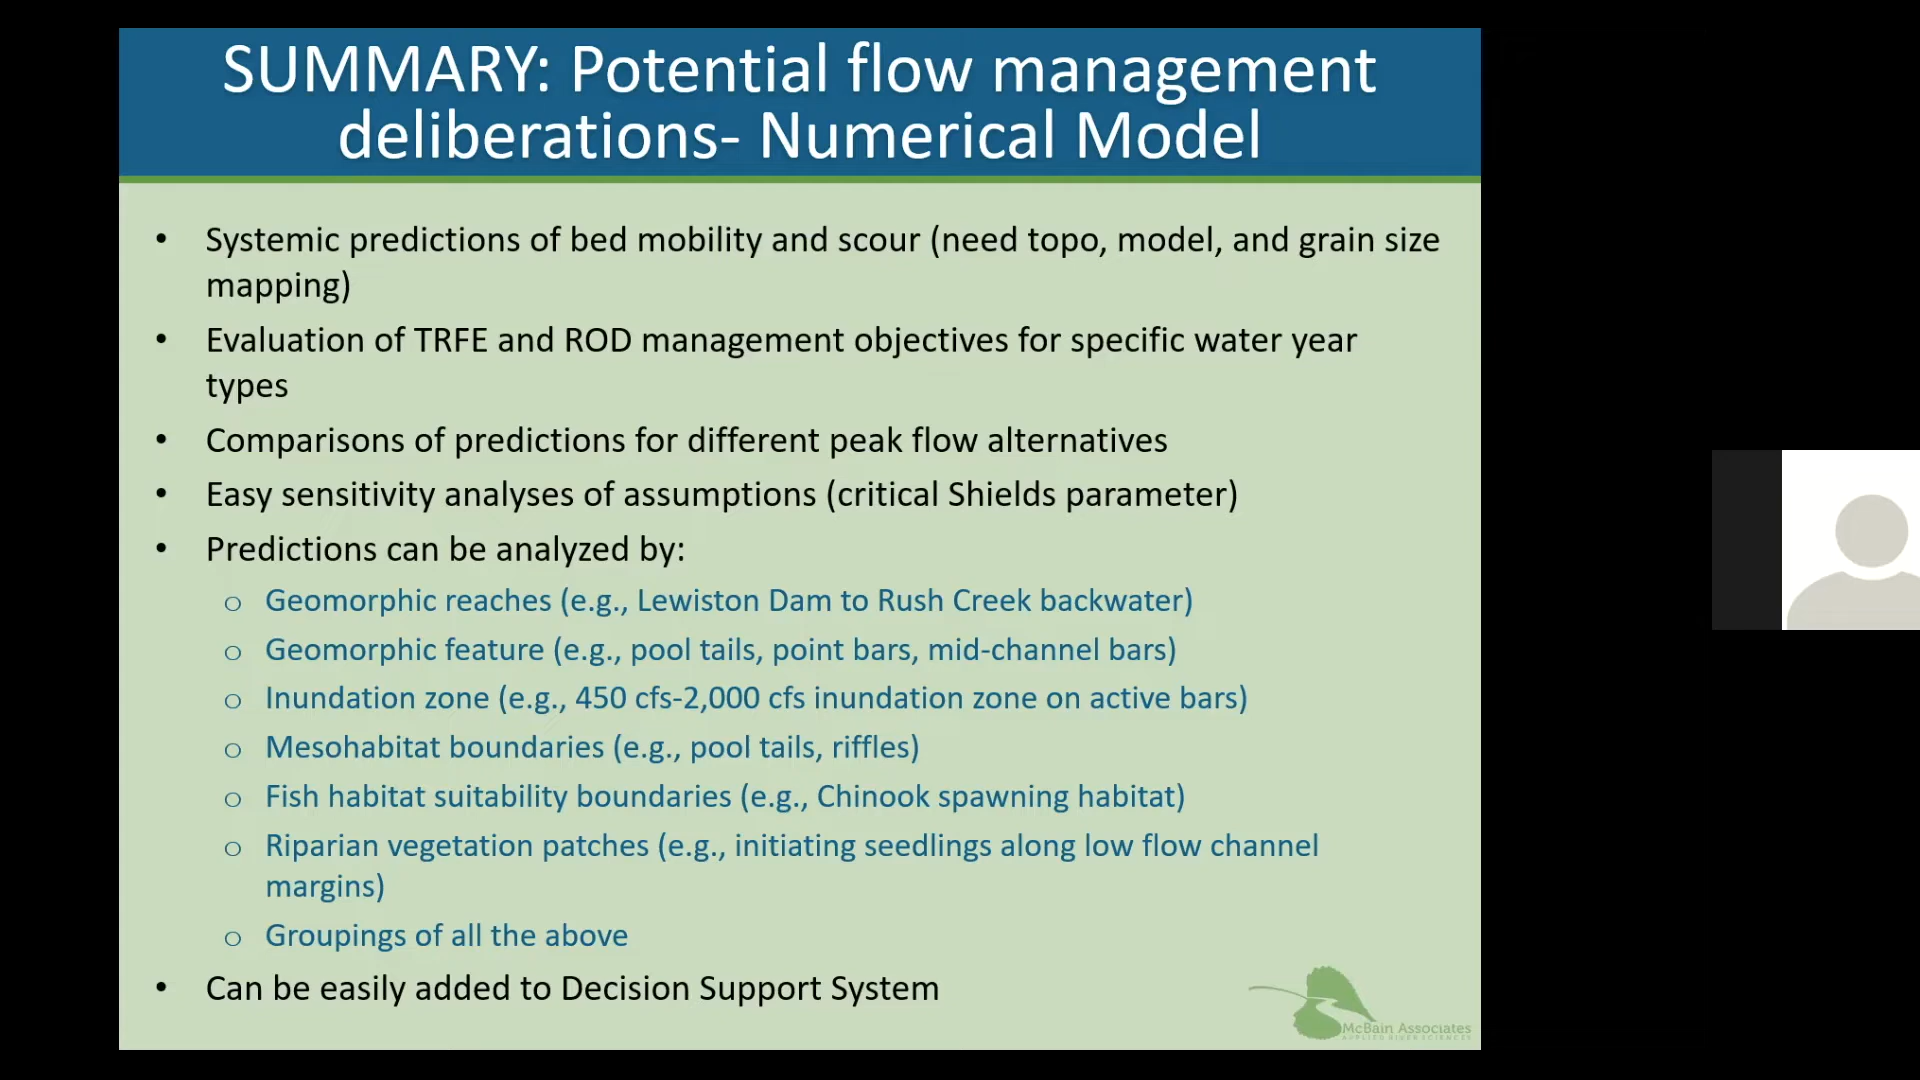 SUMMARY: Potential flow management
deliberations- Numerical Model
• Systemic predictions of bed mobility and scour (need topo, model, and grain size
mapping)
• Evaluation of TRFE and ROD management objectives for specific water year
types
• Comparisons of predictions for different peak flow alternatives
• Easy sensitivity analyses of assumptions (critical Shields parameter)
• Predictions can be analyzed by:
o Geomorphic reaches (e.g., Lewiston Dam to Rush Creek backwater)
o Geomorphic feature (e.g., pool tails, point bars, mid-channel bars)
o Inundation zone (e.g., 450 cfs-2,000 cfs inundation zone on active bars)
o Mesohabitat boundaries (e.g., pool tails, riffles)
o Fish habitat suitability boundaries (e.g., Chinook spawning habitat)
o Riparian vegetation patches (e.g., initiating seedlings along low flow channel
margins)
o Groupings of all the above
• Can be easily added to Decision Support System
McBain Associates
APPLIED RIVER SCIENCES